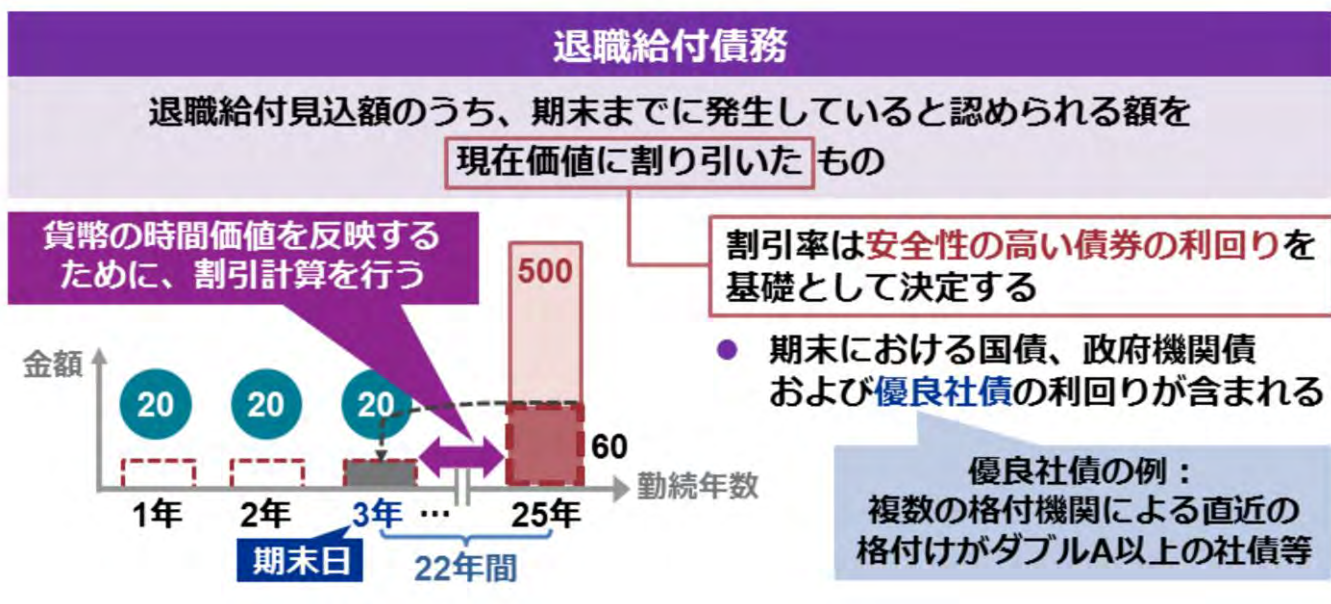 退職給付債務
退職給付見込額のうち、期末までに発生していると認められる額を
現在価値に割り引いたもの
貨幣の時間価値を反映する
ために、割引計算を行う
割引率は安全性の高い債券の利回りを
基礎として決定する
● 期末における国債、政府機関債
および優良社債の利回りが含まれる
優良社債の例：
複数の格付機関による直近の
格付けがダブルA以上の社債等
金額
20 20 20
500
60
勤続年数
1年 2年 3年 … 25年
期末日
22年間